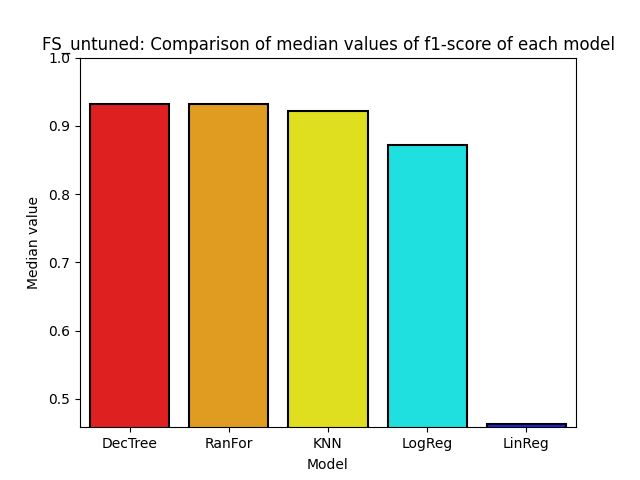 FS_untuned: Comparison of median values of f1-score of each model
1.0
0.9
0.8
0.7
0.6
0.5
Median value
DecTree RanFor KNN LogReg LinReg
Model